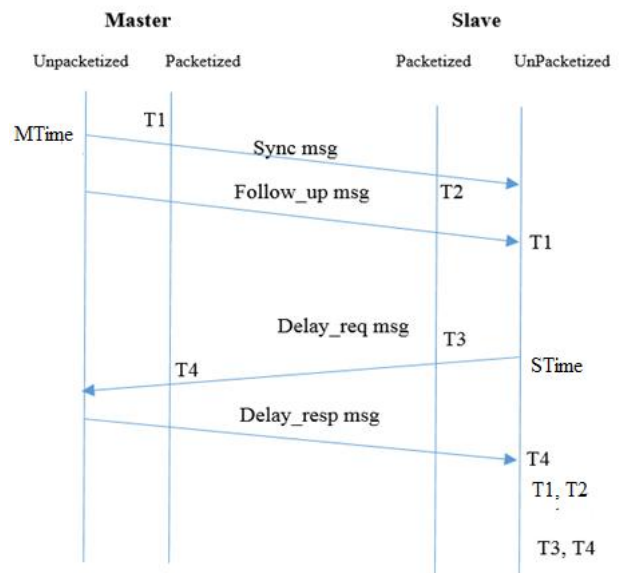 Master Slave
Unpacketized Packetized Packetized UnPacketized
T1
MTime
Sync msg
Follow_up msg T2
T1
Delay_req msg T3
T4 STime
Delay_resp msg
T4
T1, T2
T3, T4